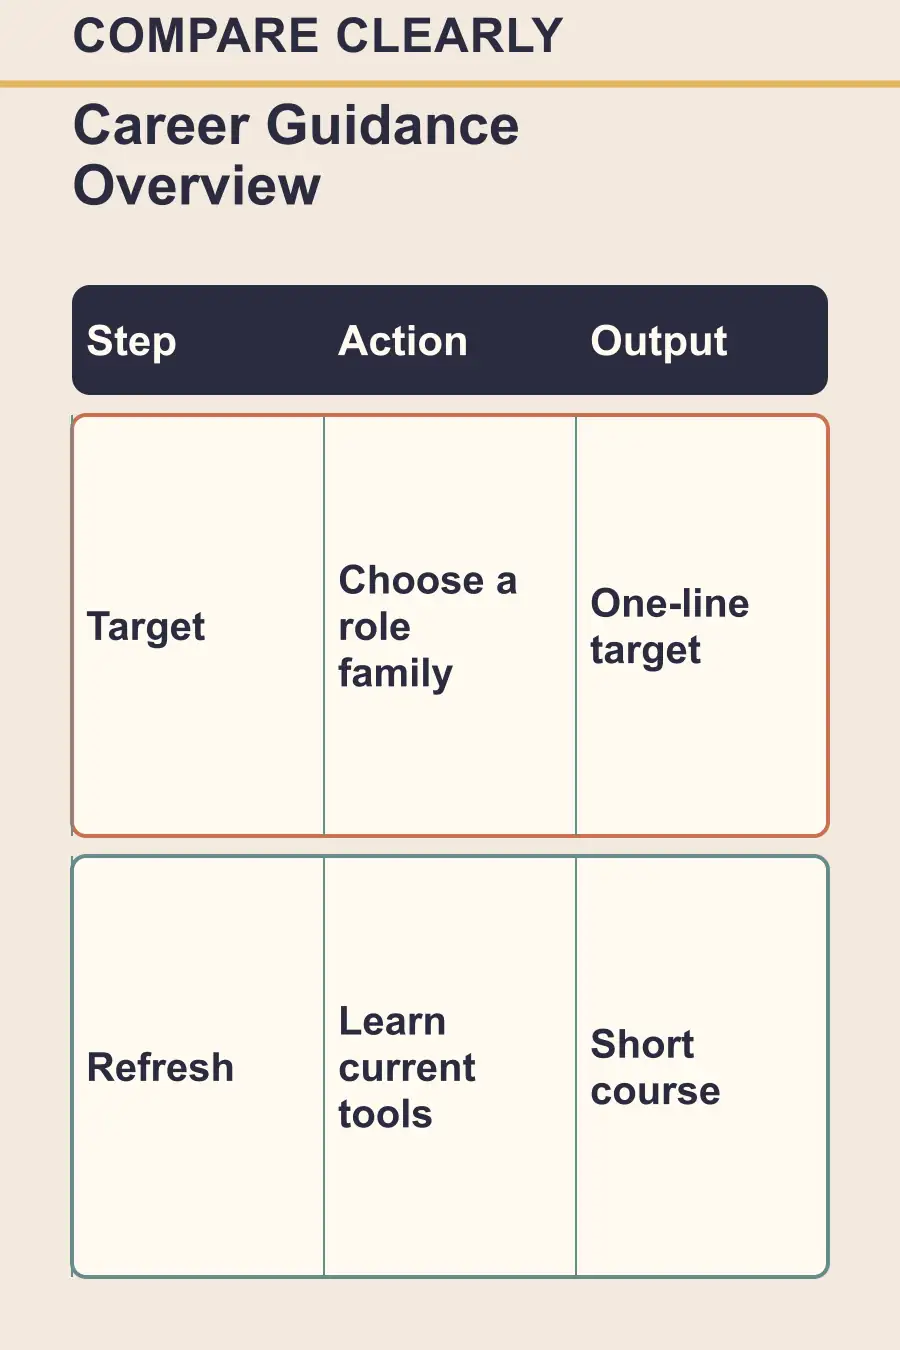 COMPARE CLEARLY
Career Guidance
Overview
Step Action Output
Target
Choose a
role
family
One-line
target
Refresh
Learn
current
tools
Short
course